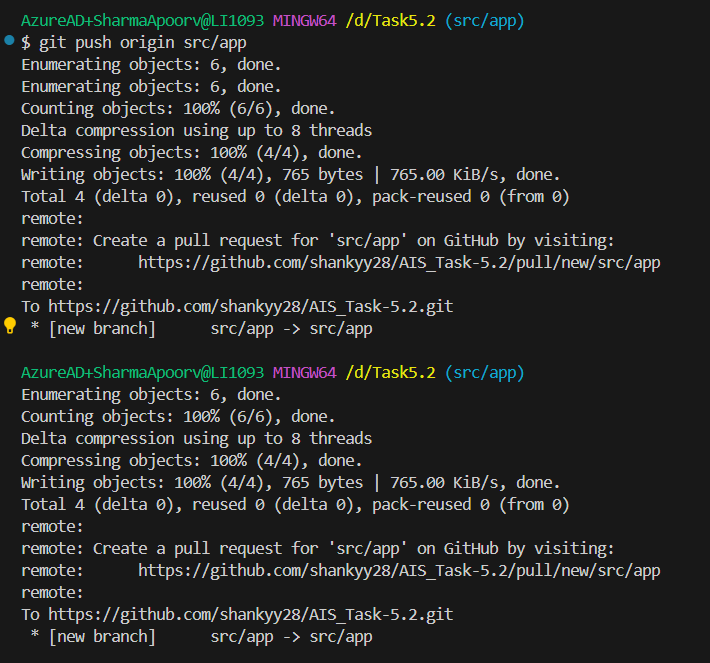 AzureAD+SharmaApoorv@LI1093 MINGW64 /d/Task5.2 (src/app)
$ git push origin src/app
Enumerating objects: 6, done.
Enumerating objects: 6, done.
Counting objects: 100% (6/6), done.
Delta compression using up to 8 threads
Compressing objects: 100% (4/4), done.
Writing objects: 100% (4/4), 765 bytes | 765.00 KiB/s, done.
Total 4 (delta 0), reused 0 (delta 0), pack-reused 0 (from 0)
remote:
remote: Create a pull request for 'src/app' on GitHub by visiting:
remote:      https://github.com/shankyy28/AIS_Task-5.2/pull/new/src/app
remote:
To https://github.com/shankyy28/AIS_Task-5.2.git
 * [new branch]      src/app -> src/app
AzureAD+SharmaApoorv@LI1093 MINGW64 /d/Task5.2 (src/app)
Enumerating objects: 6, done.
Counting objects: 100% (6/6), done.
Delta compression using up to 8 threads
Compressing objects: 100% (4/4), done.
Writing objects: 100% (4/4), 765 bytes | 765.00 KiB/s, done.
Total 4 (delta 0), reused 0 (delta 0), pack-reused 0 (from 0)
remote:
remote: Create a pull request for 'src/app' on GitHub by visiting:
remote:      https://github.com/shankyy28/AIS_Task-5.2/pull/new/src/app
remote:
To https://github.com/shankyy28/AIS_Task-5.2.git
 * [new branch]      src/app -> src/app